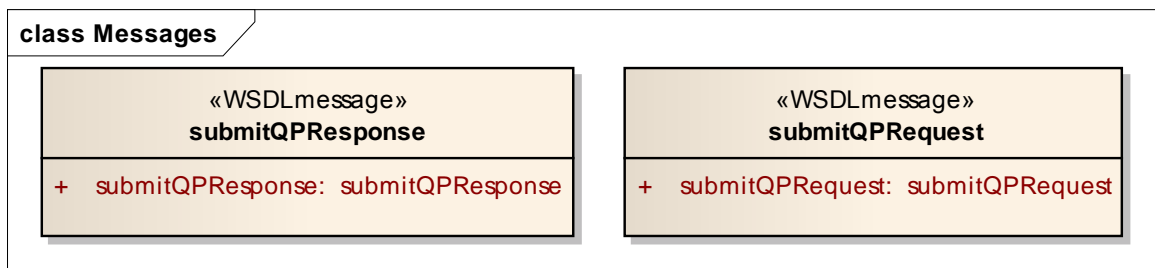 class Messages
«WSDLmessage»
submitQPResponse
+ submitQPResponse: submitQPResponse
«WSDLmessage»
submitQPRequest
+ submitQPRequest: submitQPRequest